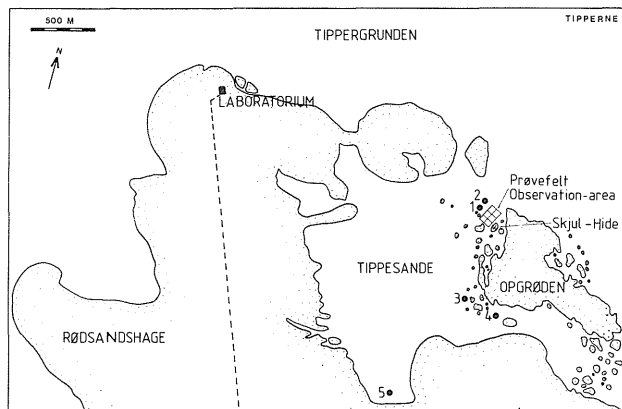 500 M
TIPPERNE
N
TIPPERGRUNDEN
LABORATORIUM
Prøvefelt
Observation-area
2
1
Skjul-Hide
TIPPESANDE
OPGRØDEN
3
4
RØDSANDSHAGE
5